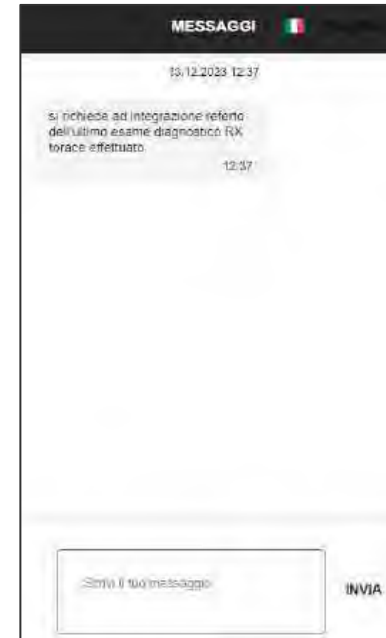 MESSAGGI
13.12.2023 12:37
si richiede ad integrazione referto
dell'ultimo esame diagnostico RX
torace effettuato
12:37
Scrivi il tuo messaggio
INVIA